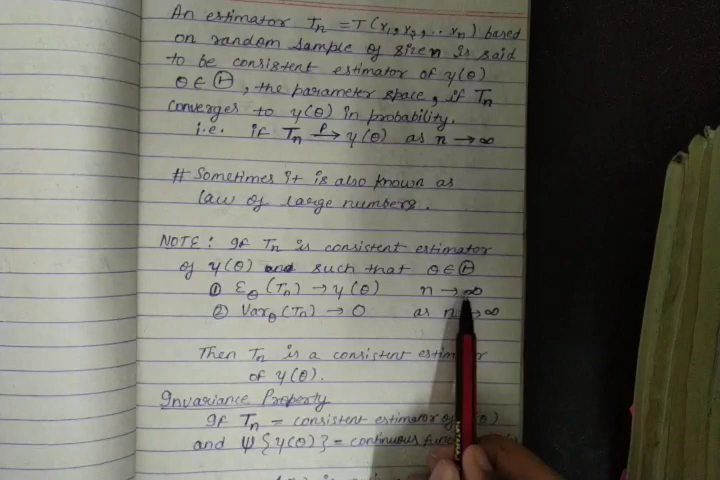 An estimator Tn = T(x1, x2, .. xn) based
on random sample of size n is said
to be consistent estimator of γ(θ)
θ ∈ Θ, the parameter space, if Tn
converges to γ(θ) in probability.
i.e. if Tn →p γ(θ) as n → ∞
# Sometimes it is also known as
law of large numbers.
NOTE: If Tn is consistent estimator
of γ(θ) and such that θ ∈ Θ
① Eθ(Tn) → γ(θ) n → ∞
② Varθ(Tn) → 0 as n → ∞
Then Tn is a consistent estimator
of γ(θ).
Invariance Property
If Tn = consistent estimator of γ(θ)
and ψ{γ(θ)} = continuous